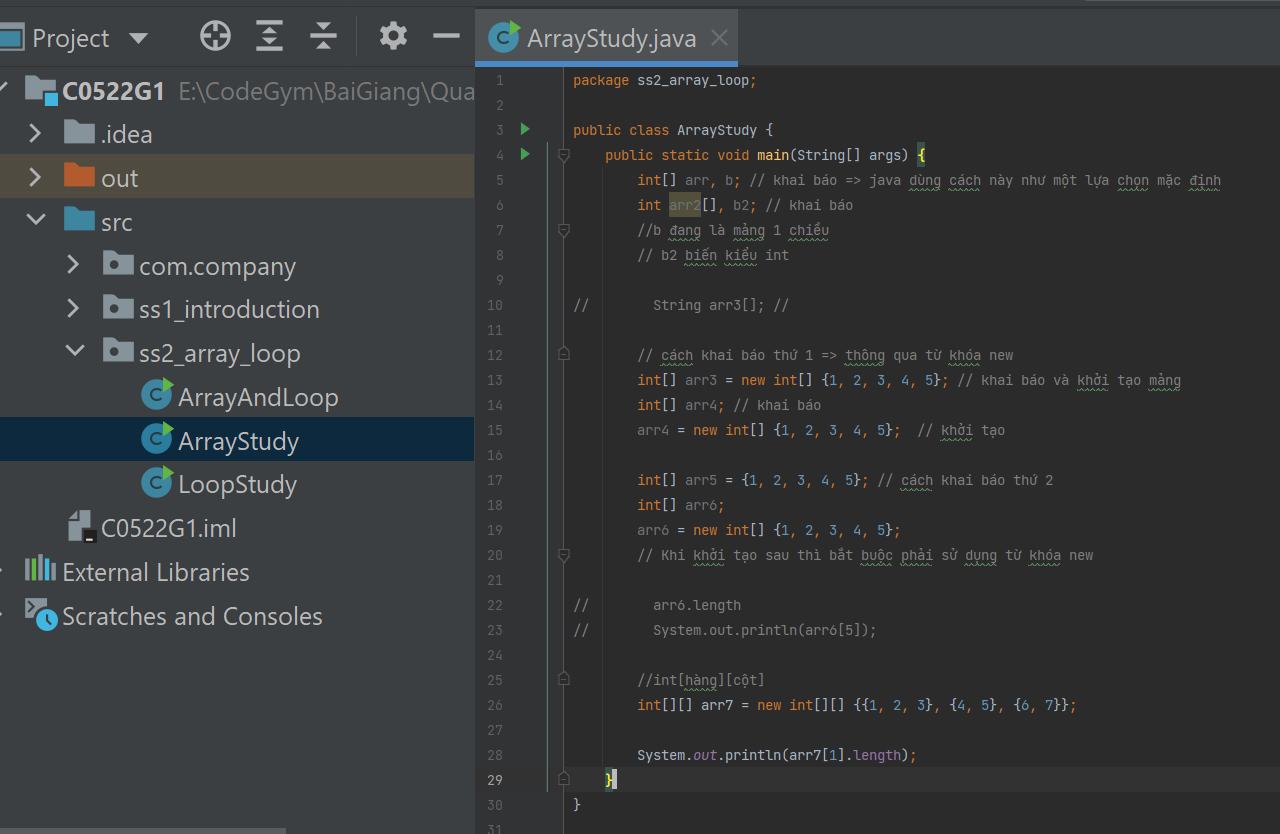 Project
C0522G1 E:\CodeGym\BaiGiang\Qua
.idea
out
src
com.company
ss1_introduction
ss2_array_loop
ArrayAndLoop
ArrayStudy
LoopStudy
C0522G1.iml
External Libraries
Scratches and Consoles
ArrayStudy.java
1 package ss2_array_loop;
2
3 public class ArrayStudy {
4 public static void main(String[] args) {
5 int[] arr, b; // khai báo => java dùng cách này như một lựa chọn mặc định
6 int arr2[], b2; // khai báo
7 //b đang là mảng 1 chiều
8 // b2 biến kiểu int
9
10 // String arr3[]; //
11
12 // cách khai báo thứ 1 => thông qua từ khóa new
13 int[] arr3 = new int[] {1, 2, 3, 4, 5}; // khai báo và khởi tạo mảng
14 int[] arr4; // khai báo
15 arr4 = new int[] {1, 2, 3, 4, 5}; // khởi tạo
16
17 int[] arr5 = {1, 2, 3, 4, 5}; // cách khai báo thứ 2
18 int[] arr6;
19 arr6 = new int[] {1, 2, 3, 4, 5};
20 // Khi khởi tạo sau thì bắt buộc phải sử dụng từ khóa new
21
22 // arr6.length
23 // System.out.println(arr6[5]);
24
25 //int[hàng][cột]
26 int[][] arr7 = new int[][] {{1, 2, 3}, {4, 5}, {6, 7}};
27
28 System.out.println(arr7[1].length);
29 }
30 }
31